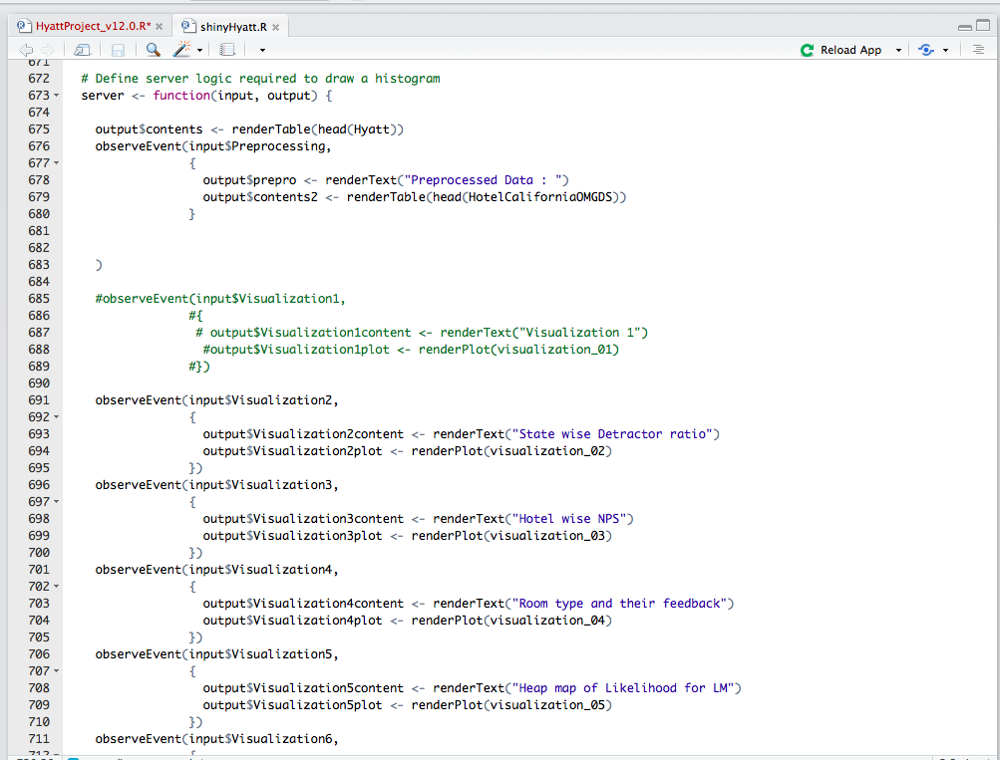 HyattProject_v12.0.R* ×
shinyHyatt.R ×
Reload App
671
672 # Define server logic required to draw a histogram
673 server <- function(input, output) {
674
675 output$contents <- renderTable(head(Hyatt))
676 observeEvent(input$Preprocessing,
677 {
678 output$prepro <- renderText("Preprocessed Data : ")
679 output$contents2 <- renderTable(head(HotelCaliforniaOMGDS))
680 }
681
682
683 )
684
685 #observeEvent(input$Visualization1,
686 #{
687 # output$Visualization1content <- renderText("Visualization 1")
688 #output$Visualization1plot <- renderPlot(visualization_01)
689 #})
690
691 observeEvent(input$Visualization2,
692 {
693 output$Visualization2content <- renderText("State wise Detractor ratio")
694 output$Visualization2plot <- renderPlot(visualization_02)
695 })
696 observeEvent(input$Visualization3,
697 {
698 output$Visualization3content <- renderText("Hotel wise NPS")
699 output$Visualization3plot <- renderPlot(visualization_03)
700 })
701 observeEvent(input$Visualization4,
702 {
703 output$Visualization4content <- renderText("Room type and their feedback")
704 output$Visualization4plot <- renderPlot(visualization_04)
705 })
706 observeEvent(input$Visualization5,
707 {
708 output$Visualization5content <- renderText("Heap map of Likelihood for LM")
709 output$Visualization5plot <- renderPlot(visualization_05)
710 })
711 observeEvent(input$Visualization6,
712 {